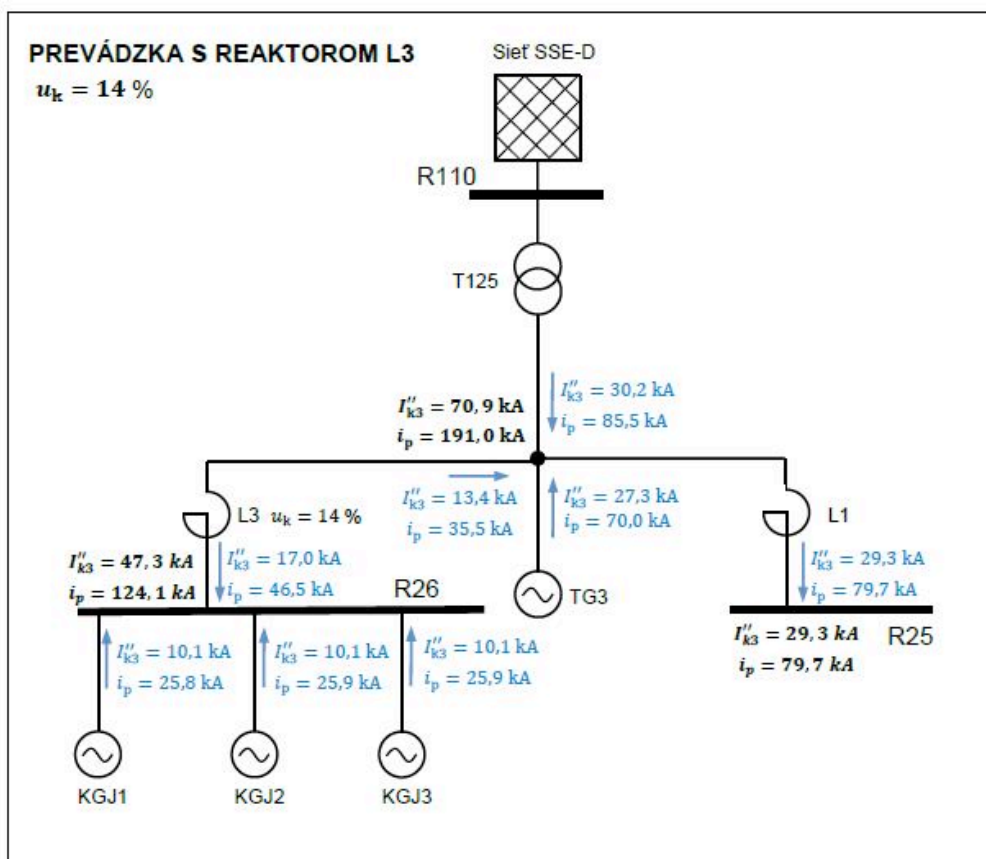 PREVÁDZKA S REAKTOROM L3
u_k = 14 %
Sieť SSE-D
R110
T125
I''_k3 = 30,2 kA
i_p = 85,5 kA
I''_k3 = 70,9 kA
i_p = 191,0 kA
I''_k3 = 13,4 kA
i_p = 35,5 kA
I''_k3 = 27,3 kA
i_p = 70,0 kA
L3 u_k = 14 %
L1
I''_k3 = 47,3 kA
i_p = 124,1 kA
I''_k3 = 17,0 kA
i_p = 46,5 kA
R26
TG3
I''_k3 = 29,3 kA
i_p = 79,7 kA
R25
I''_k3 = 29,3 kA
i_p = 79,7 kA
I''_k3 = 10,1 kA
i_p = 25,8 kA
I''_k3 = 10,1 kA
i_p = 25,9 kA
I''_k3 = 10,1 kA
i_p = 25,9 kA
KGJ1
KGJ2
KGJ3